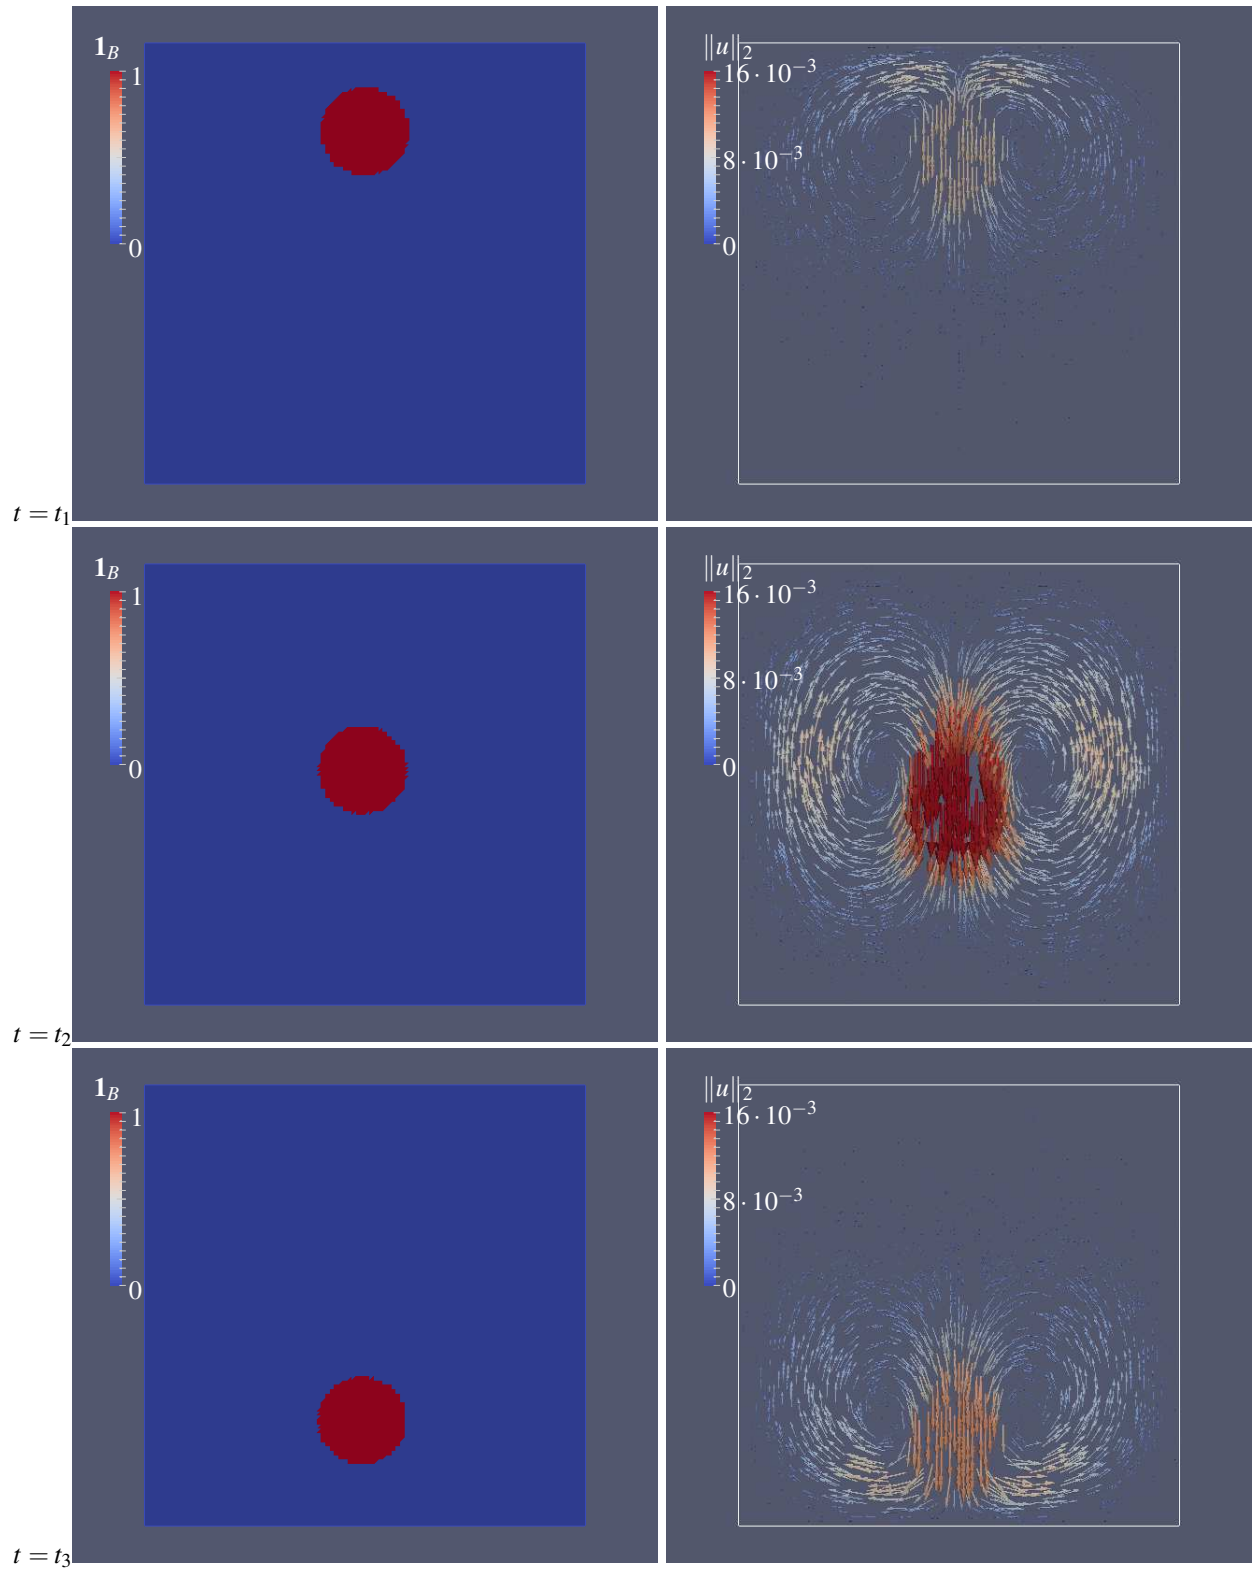 𝟏_B
1
0
||u||_2
16 · 10^{-3}
8 · 10^{-3}
0
t = t_1
𝟏_B
1
0
||u||_2
16 · 10^{-3}
8 · 10^{-3}
0
t = t_2
𝟏_B
1
0
||u||_2
16 · 10^{-3}
8 · 10^{-3}
0
t = t_3